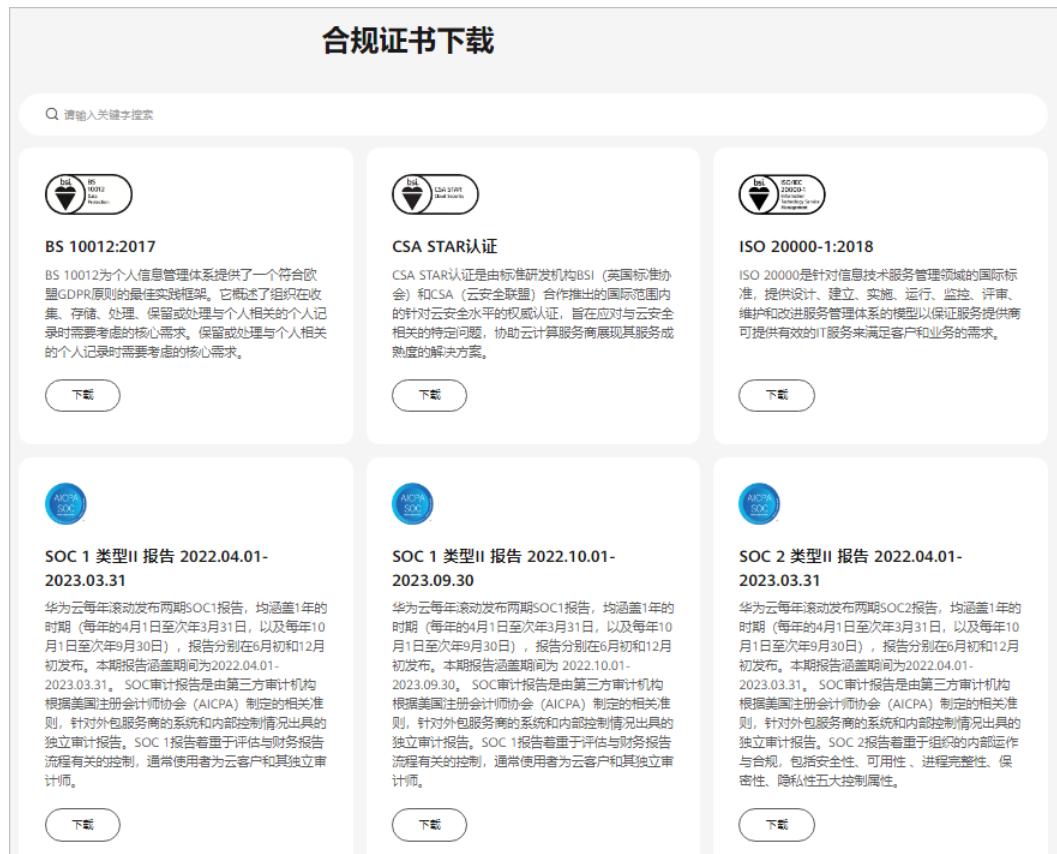 合规证书下载
请输入关键字搜索
bsi.
BS
10012
Data
Protection
BS 10012:2017
BS 10012为个人信息管理体系提供了一个符合欧
盟GDPR原则的最佳实践框架。它概述了组织在收
集、存储、处理、保留或处理与个人相关的个人记
录时需要考虑的核心需求。保留或处理与个人相关
的个人记录时需要考虑的核心需求。
下载
bsi.
CSA STAR
Cloud Security
CSA STAR认证
CSA STAR认证是由标准研发机构BSI（英国标准协
会）和CSA（云安全联盟）合作推出的国际范围内
的针对云安全水平的权威认证，旨在应对与云安全
相关的特定问题，协助云计算服务商展现其服务成
熟度的解决方案。
下载
bsi.
ISO/IEC
20000-1
Information
Technology Service
Management
ISO 20000-1:2018
ISO 20000是针对信息技术服务管理领域的国际标
准，提供设计、建立、实施、运行、监控、评审、
维护和改进服务管理体系的模型以保证服务提供商
可提供有效的IT服务来满足客户和业务的需求。
下载
AICPA
SOC
SOC 1 类型II 报告 2022.04.01-
2023.03.31
华为云每年滚动发布两期SOC1报告，均涵盖1年的
时期（每年的4月1日至次年3月31日，以及每年10
月1日至次年9月30日），报告分别在6月初和12月
初发布。本期报告涵盖期间为2022.04.01-
2023.03.31。 SOC审计报告是由第三方审计机构
根据美国注册会计师协会（AICPA）制定的相关准
则，针对外包服务商的系统和内部控制情况出具的
独立审计报告。SOC 1报告着重于评估与财务报告
流程有关的控制，通常使用者为云客户和其独立审
计师。
下载
AICPA
SOC
SOC 1 类型II 报告 2022.10.01-
2023.09.30
华为云每年滚动发布两期SOC1报告，均涵盖1年的
时期（每年的4月1日至次年3月31日，以及每年10
月1日至次年9月30日），报告分别在6月初和12月
初发布。本期报告涵盖期间为 2022.10.01-
2023.09.30。 SOC审计报告是由第三方审计机构
根据美国注册会计师协会（AICPA）制定的相关准
则，针对外包服务商的系统和内部控制情况出具的
独立审计报告。SOC 1报告着重于评估与财务报告
流程有关的控制，通常使用者为云客户和其独立审
计师。
下载
AICPA
SOC
SOC 2 类型II 报告 2022.04.01-
2023.03.31
华为云每年滚动发布两期SOC2报告，均涵盖1年的
时期（每年的4月1日至次年3月31日，以及每年10
月1日至次年9月30日），报告分别在6月初和12月
初发布。本期报告涵盖期间为2022.04.01-
2023.03.31。 SOC审计报告是由第三方审计机构
根据美国注册会计师协会（AICPA）制定的相关准
则，针对外包服务商的系统和内部控制情况出具的
独立审计报告。SOC 2报告着重于组织的内部运作
与合规，包括安全性、可用性 、进程完整性、保
密性、隐私性五大控制属性。
下载